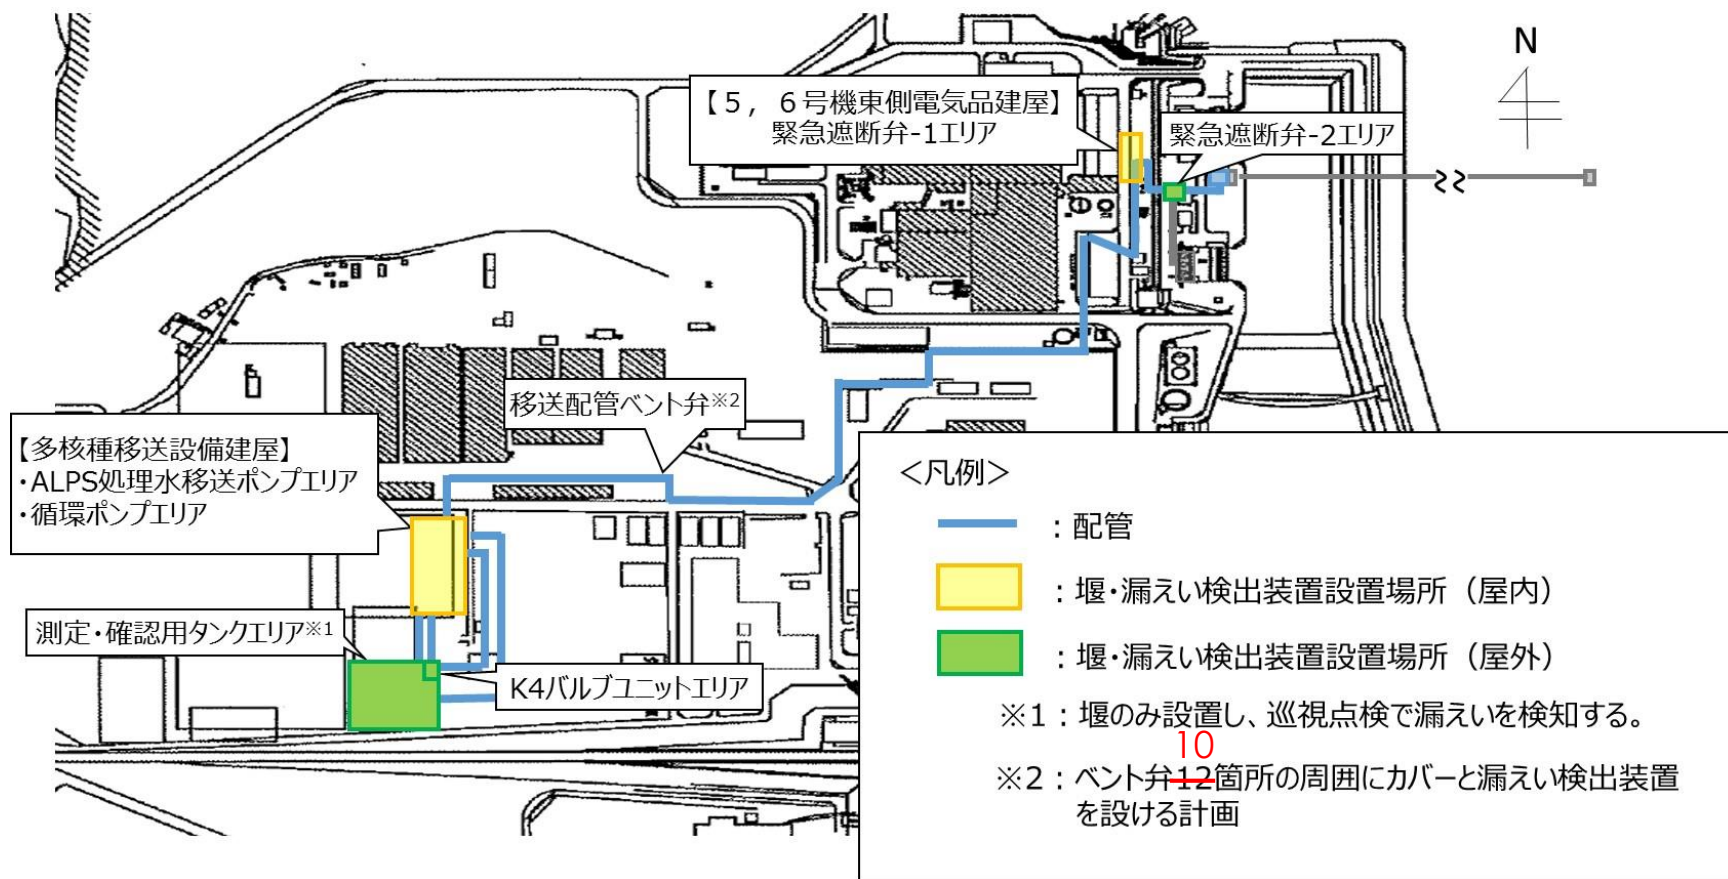 N
【５，６号機東側電気品建屋】
緊急遮断弁-1エリア
緊急遮断弁-2エリア
移送配管ベント弁※2
【多核種移送設備建屋】
・ALPS処理水移送ポンプエリア
・循環ポンプエリア
測定・確認用タンクエリア※1
K4バルブユニットエリア
＜凡例＞
：配管
：堰・漏えい検出装置設置場所（屋内）
：堰・漏えい検出装置設置場所（屋外）
※1：堰のみ設置し、巡視点検で漏えいを検知する。
10
※2：ベント弁12箇所の周囲にカバーと漏えい検出装置
を設ける計画